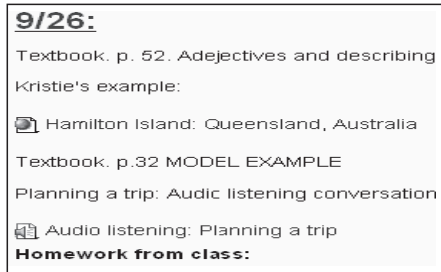 9/26:
Textbook. p. 52. Adejectives and describing
Kristie's example:
Hamilton Island: Queensland, Australia
Textbook. p.32 MODEL EXAMPLE
Planning a trip: Audic listening conversation
Audio listening: Planning a trip
Homework from class: